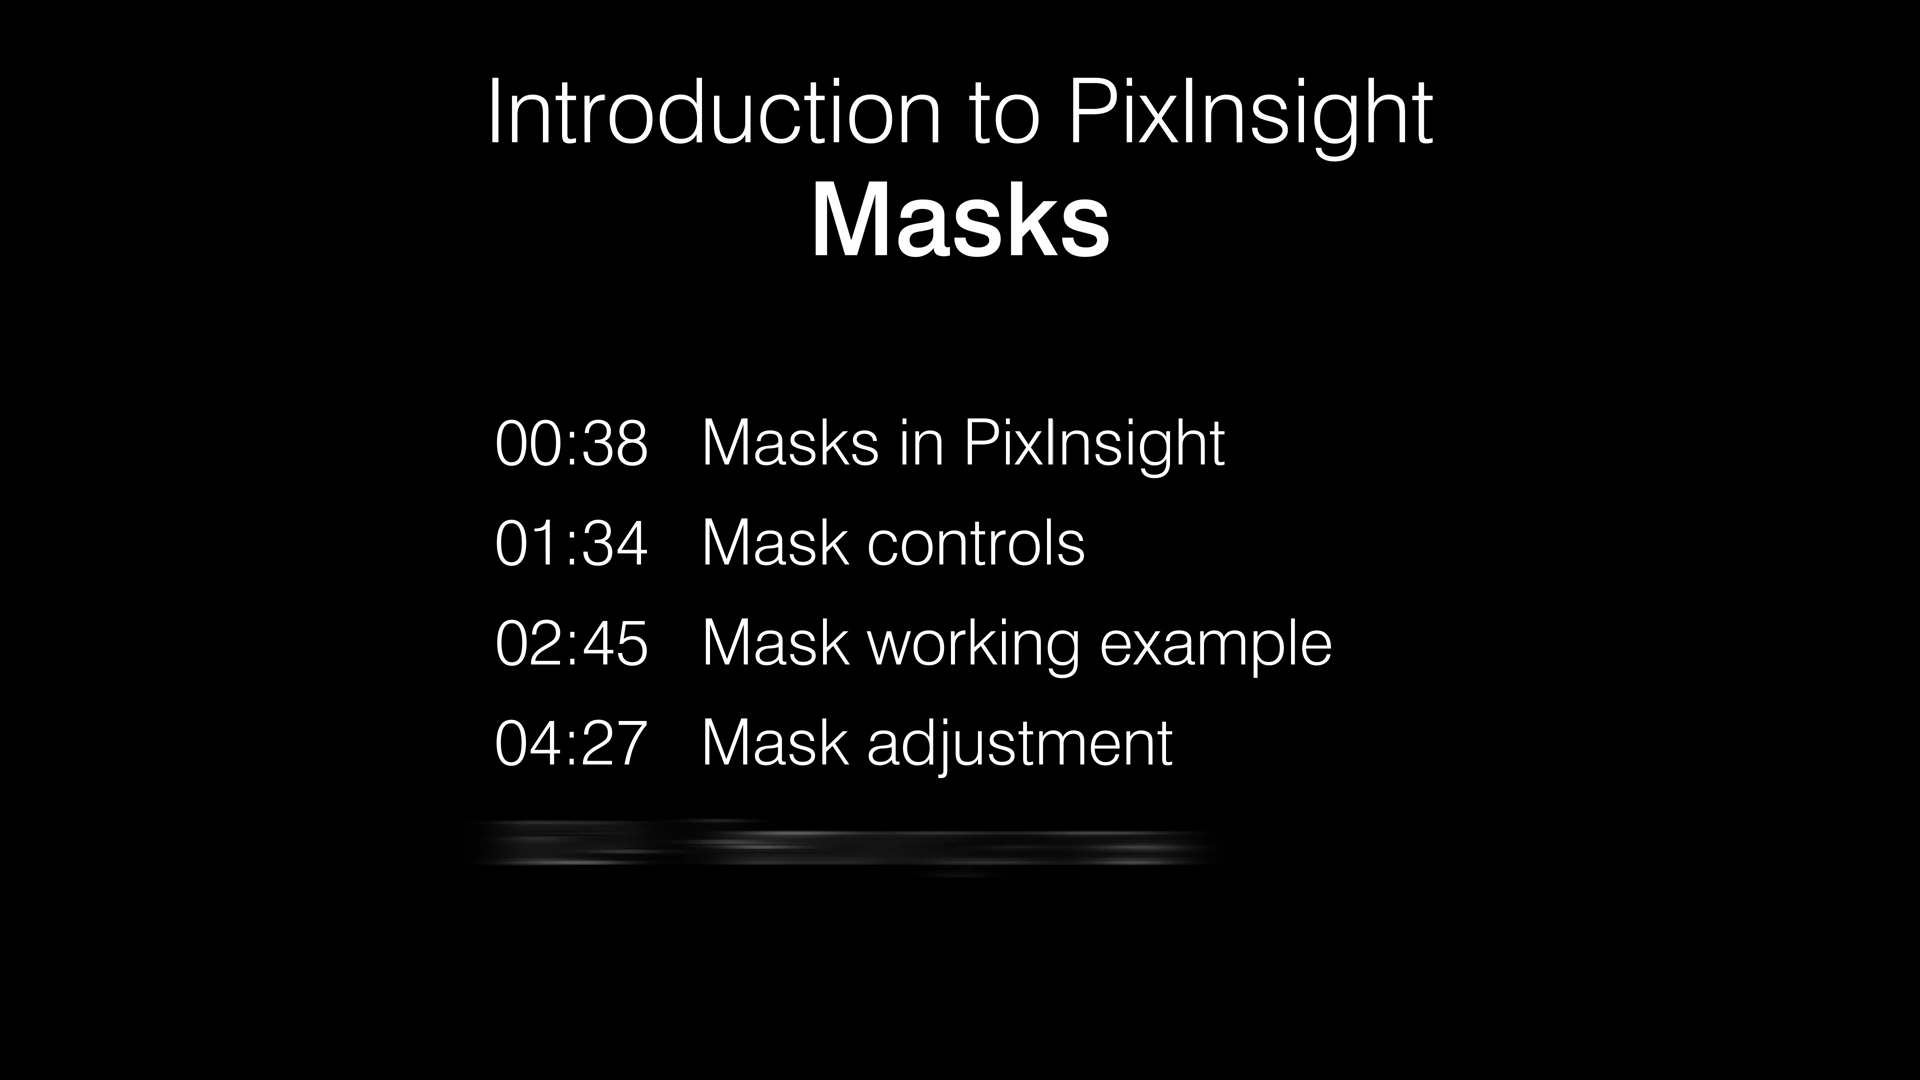 Introduction to PixInsight
Masks
00:38 Masks in PixInsight
01:34 Mask controls
02:45 Mask working example
04:27 Mask adjustment